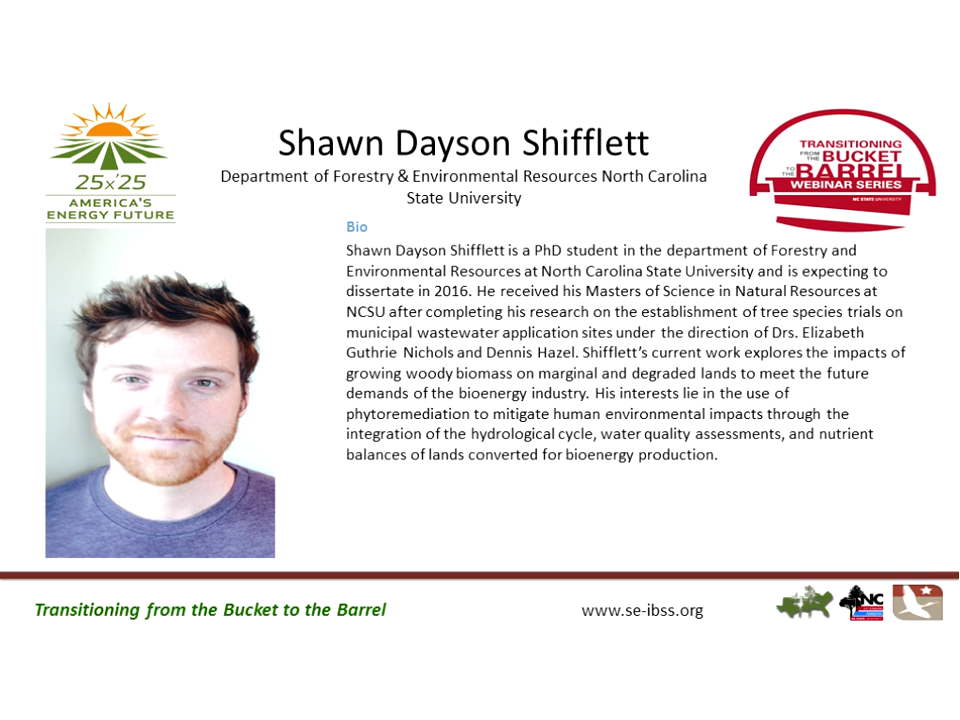 Shawn Dayson Shifflett
Department of Forestry & Environmental Resources North Carolina
State University
25x'25
AMERICA'S
ENERGY FUTURE
TRANSITIONING
FROM THE BUCKET
TO THE BARREL
WEBINAR SERIES
NC STATE UNIVERSITY
Bio
Shawn Dayson Shifflett is a PhD student in the department of Forestry and
Environmental Resources at North Carolina State University and is expecting to
dissertate in 2016. He received his Masters of Science in Natural Resources at
NCSU after completing his research on the establishment of tree species trials on
municipal wastewater application sites under the direction of Drs. Elizabeth
Guthrie Nichols and Dennis Hazel. Shifflett's current work explores the impacts of
growing woody biomass on marginal and degraded lands to meet the future
demands of the bioenergy industry. His interests lie in the use of
phytoremediation to mitigate human environmental impacts through the
integration of the hydrological cycle, water quality assessments, and nutrient
balances of lands converted for bioenergy production.
Transitioning from the Bucket to the Barrel
www.se-ibss.org
NC